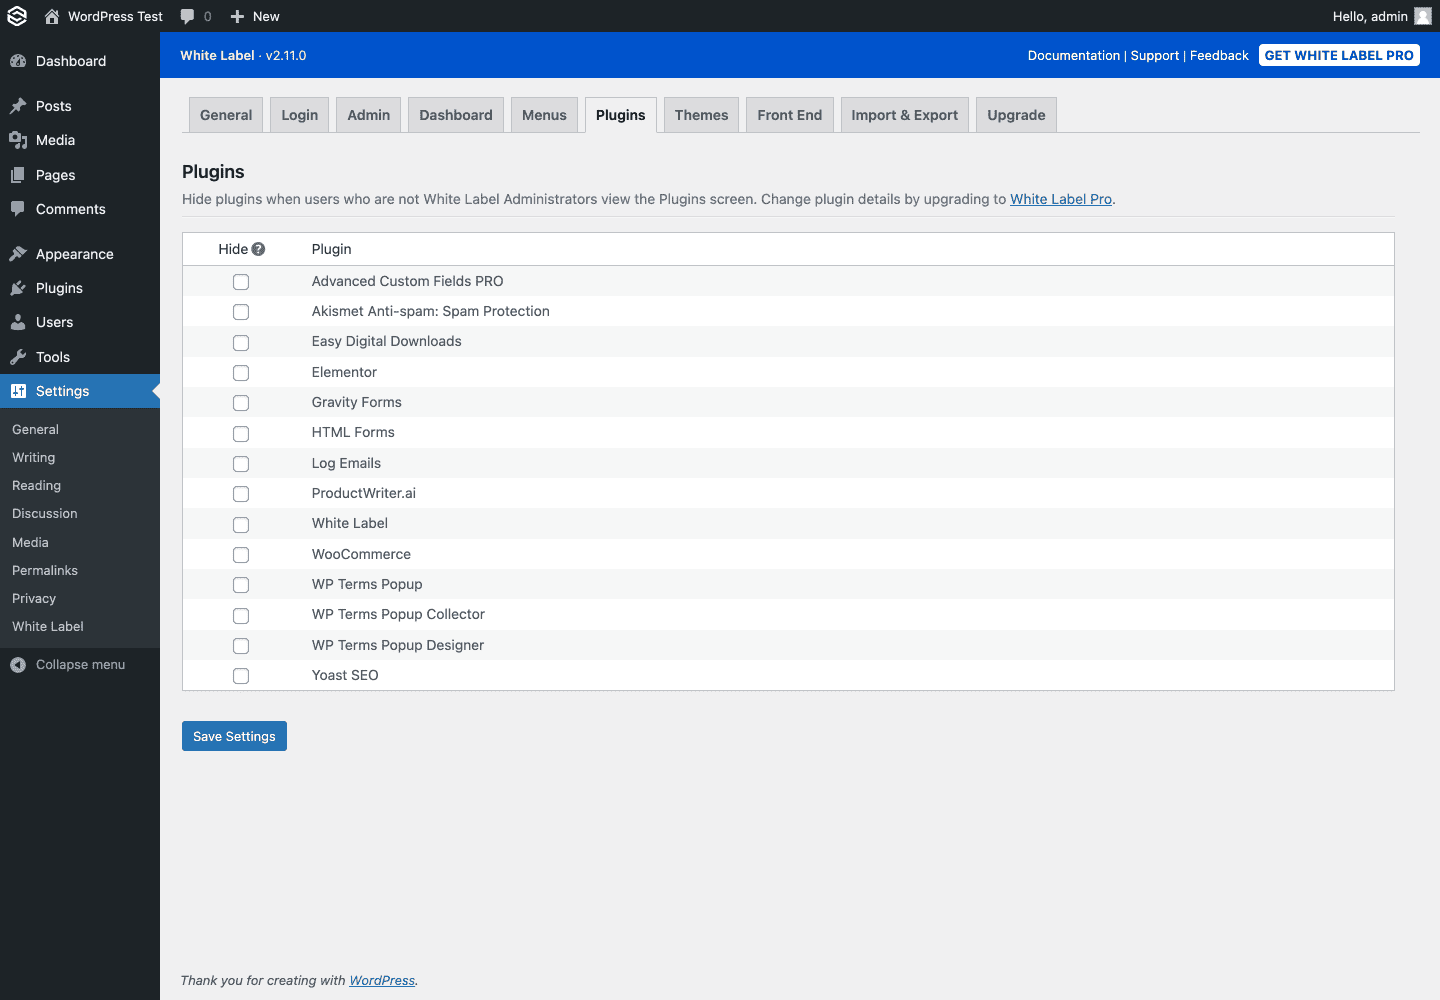 WordPress Test
0
New
Hello, admin
Dashboard
Posts
Media
Pages
Comments
Appearance
Plugins
Users
Tools
Settings
General
Writing
Reading
Discussion
Media
Permalinks
Privacy
White Label
Collapse menu
White Label · v2.11.0
Documentation | Support | Feedback
GET WHITE LABEL PRO
General
Login
Admin
Dashboard
Menus
Plugins
Themes
Front End
Import & Export
Upgrade
Plugins
Hide plugins when users who are not White Label Administrators view the Plugins screen. Change plugin details by upgrading to White Label Pro.
Hide ? Plugin
Advanced Custom Fields PRO
Akismet Anti-spam: Spam Protection
Easy Digital Downloads
Elementor
Gravity Forms
HTML Forms
Log Emails
ProductWriter.ai
White Label
WooCommerce
WP Terms Popup
WP Terms Popup Collector
WP Terms Popup Designer
Yoast SEO
Save Settings
Thank you for creating with WordPress.